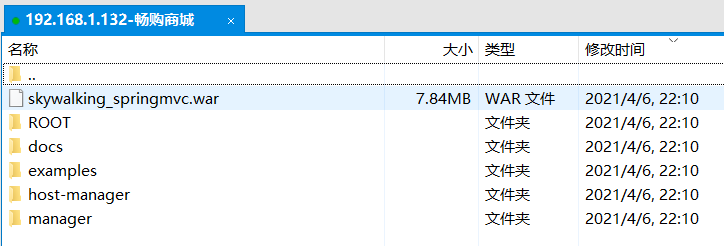 192.168.1.132-畅购商城 ×
名称 大小 类型 修改时间
..
skywalking_springmvc.war 7.84MB WAR 文件 2021/4/6, 22:10
ROOT 文件夹 2021/4/6, 22:10
docs 文件夹 2021/4/6, 22:10
examples 文件夹 2021/4/6, 22:10
host-manager 文件夹 2021/4/6, 22:10
manager 文件夹 2021/4/6, 22:10